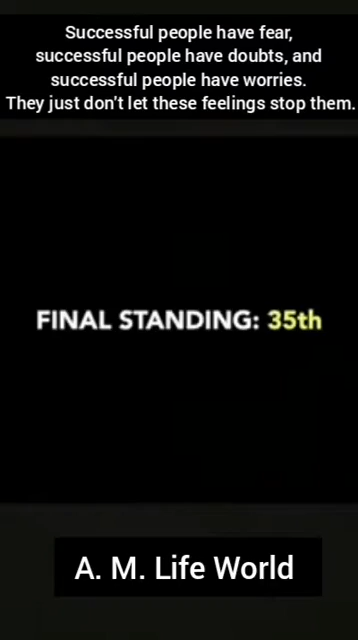 Successful people have fear,
successful people have doubts, and
successful people have worries.
They just don't let these feelings stop them.
FINAL STANDING: 35th
A. M. Life World